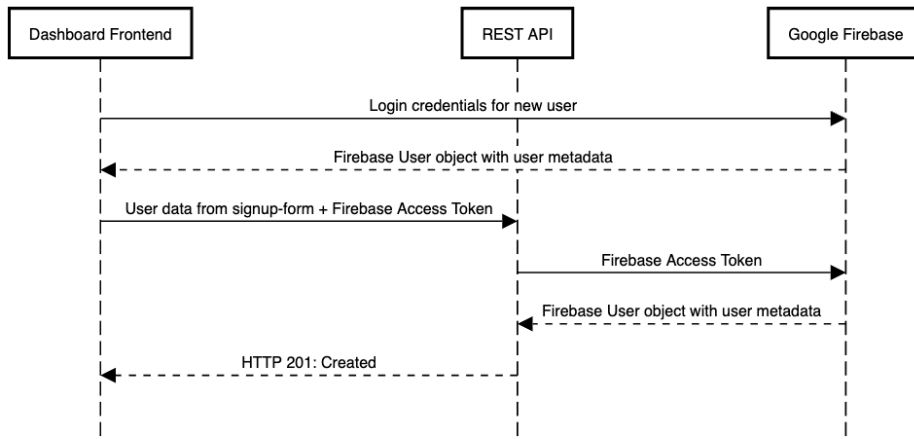 Dashboard Frontend
REST API
Google Firebase
Login credentials for new user
Firebase User object with user metadata
User data from signup-form + Firebase Access Token
Firebase Access Token
Firebase User object with user metadata
HTTP 201: Created